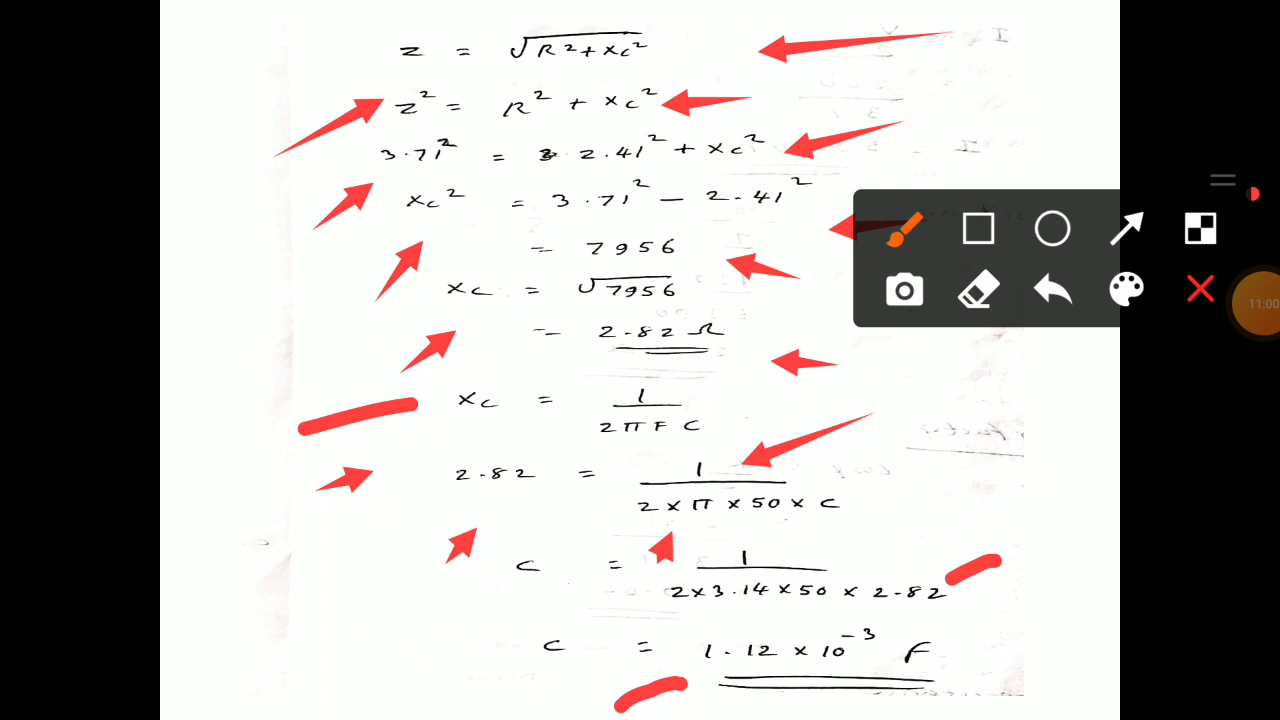 Z = √R²+Xc²
Z² = R² + Xc²
3.71² = 2.41² + Xc²
Xc² = 3.71² − 2.41²
= 7956
Xc = √7956
= 2.82 Ω
Xc = 1 / 2πFC
2.82 = 1 / 2×π×50×C
C = 1 / 2×3.14×50×2.82
C = 1.12×10⁻³ F
11:00